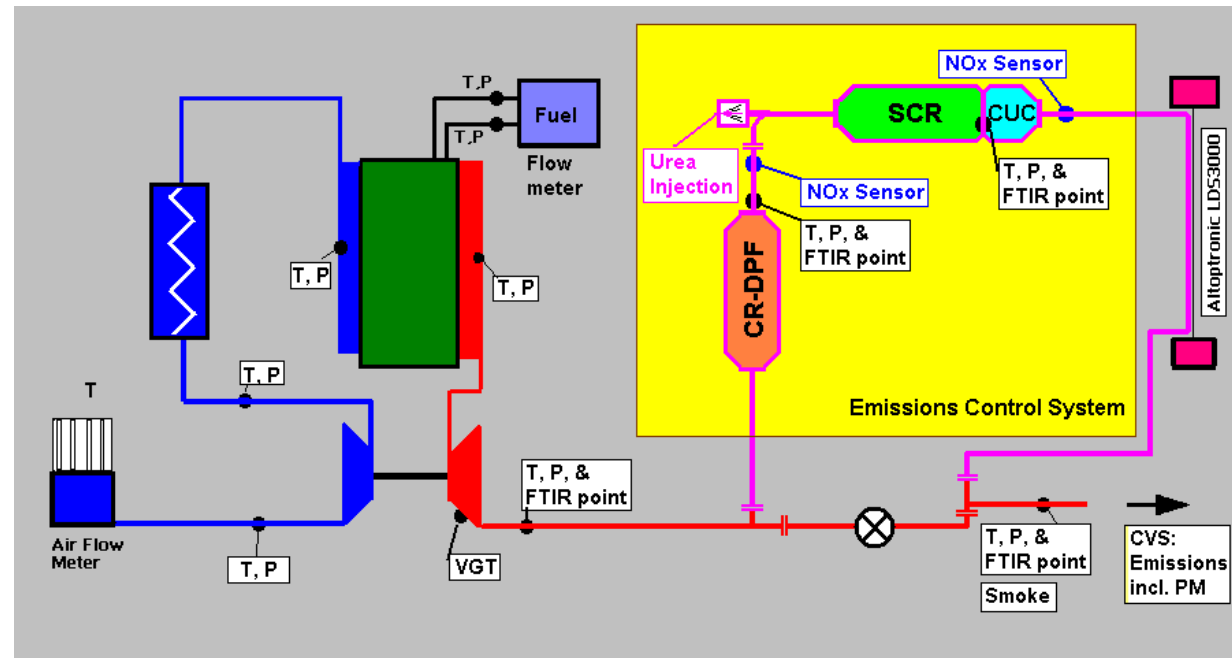 NOx Sensor
T,P
Fuel
T,P
Flow
meter
SCR
CUC
Urea
Injection
NOx Sensor
T, P, &
FTIR point
T, P, &
FTIR point
Altoptronic LDS3000
CR-DPF
T, P
T, P
T, P
T
Emissions Control System
T, P, &
FTIR point
Air Flow
Meter
T, P
VGT
T, P, &
FTIR point
Smoke
CVS:
Emissions
incl. PM